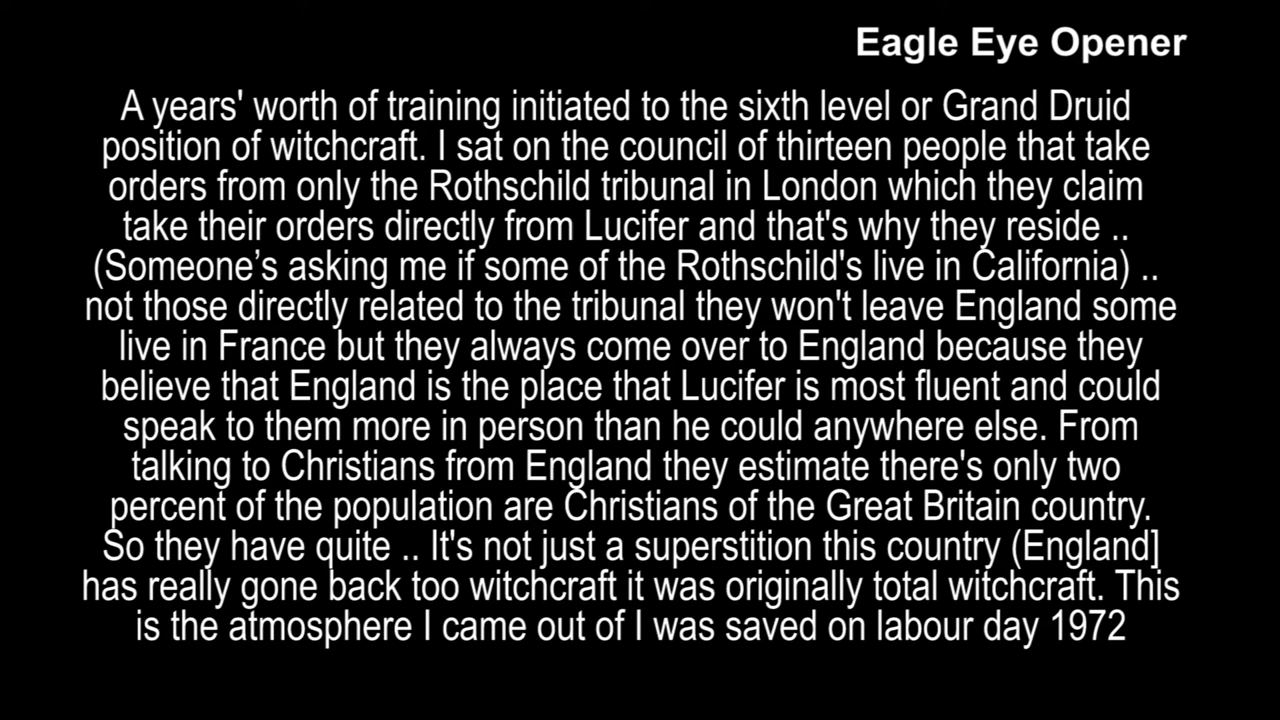 Eagle Eye Opener
A years' worth of training initiated to the sixth level or Grand Druid
position of witchcraft. I sat on the council of thirteen people that take
orders from only the Rothschild tribunal in London which they claim
take their orders directly from Lucifer and that's why they reside ..
(Someone’s asking me if some of the Rothschild's live in California) ..
not those directly related to the tribunal they won't leave England some
live in France but they always come over to England because they
believe that England is the place that Lucifer is most fluent and could
speak to them more in person than he could anywhere else. From
talking to Christians from England they estimate there's only two
percent of the population are Christians of the Great Britain country.
So they have quite .. It's not just a superstition this country (England]
has really gone back too witchcraft it was originally total witchcraft. This
is the atmosphere I came out of I was saved on labour day 1972